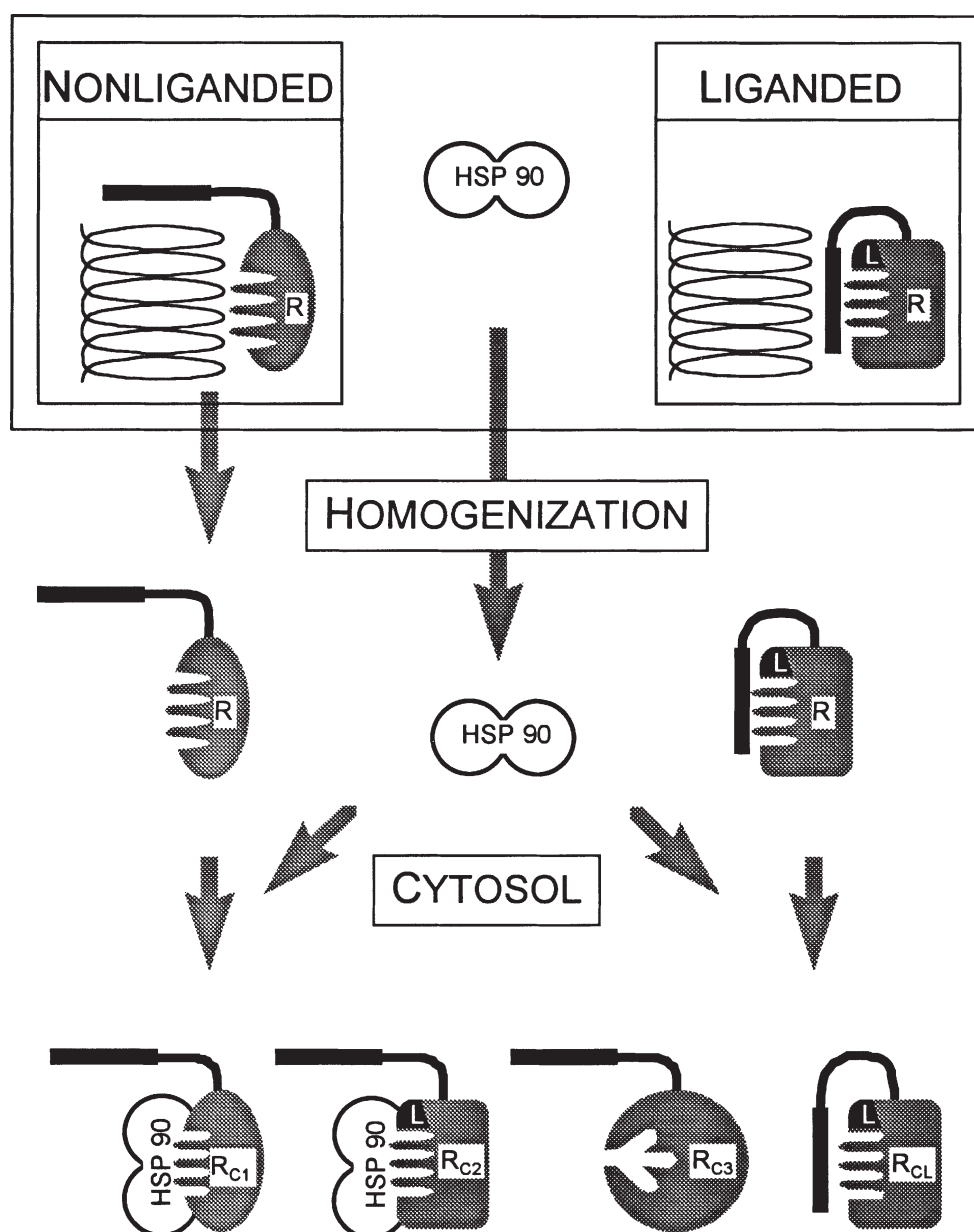 NONLIGANDED
LIGANDED
HSP 90
R
L
R
HOMOGENIZATION
R
HSP 90
L
R
CYTOSOL
HSP 90
RC1
HSP 90
L
RC2
RC3
L
RCL